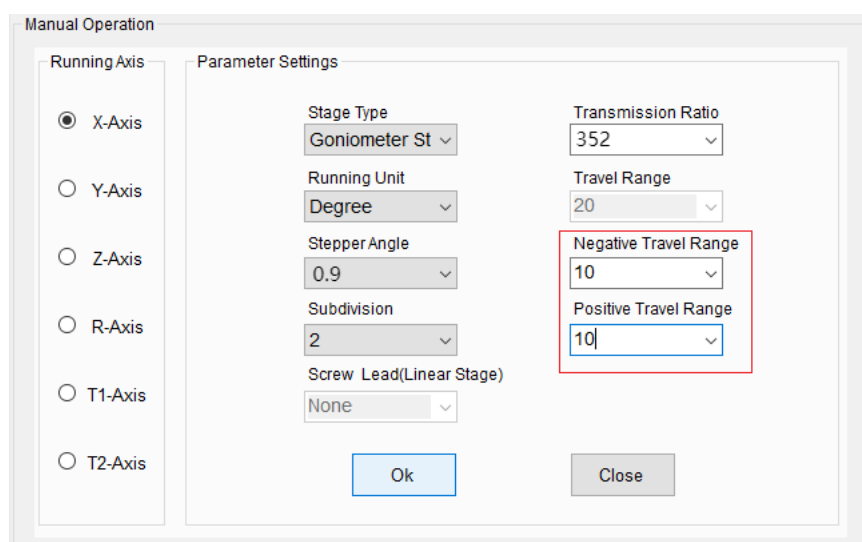 Manual Operation
Running Axis
X-Axis
Y-Axis
Z-Axis
R-Axis
T1-Axis
T2-Axis
Parameter Settings
Stage Type
Goniometer St
Running Unit
Degree
Stepper Angle
0.9
Subdivision
2
Screw Lead(Linear Stage)
None
Transmission Ratio
352
Travel Range
20
Negative Travel Range
10
Positive Travel Range
10
Ok
Close